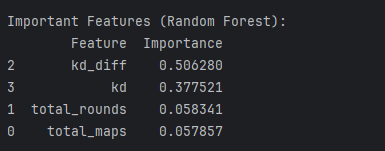 Important Features (Random Forest):
        Feature  Importance
2       kd_diff    0.506280
3            kd    0.377521
1  total_rounds    0.058341
0    total_maps    0.057857